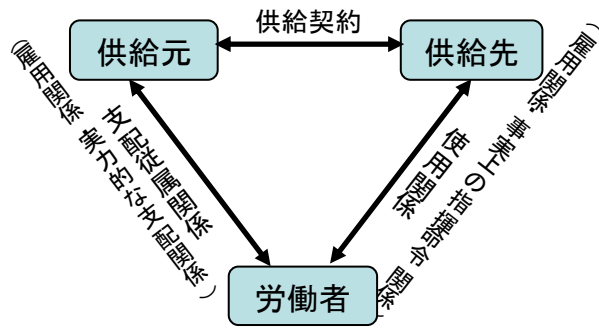 供給契約
供給元
供給先
支配従属関係
(雇用関係 実力的な支配関係)
使用関係
(雇用関係・事実上の指揮命令関係)
労働者